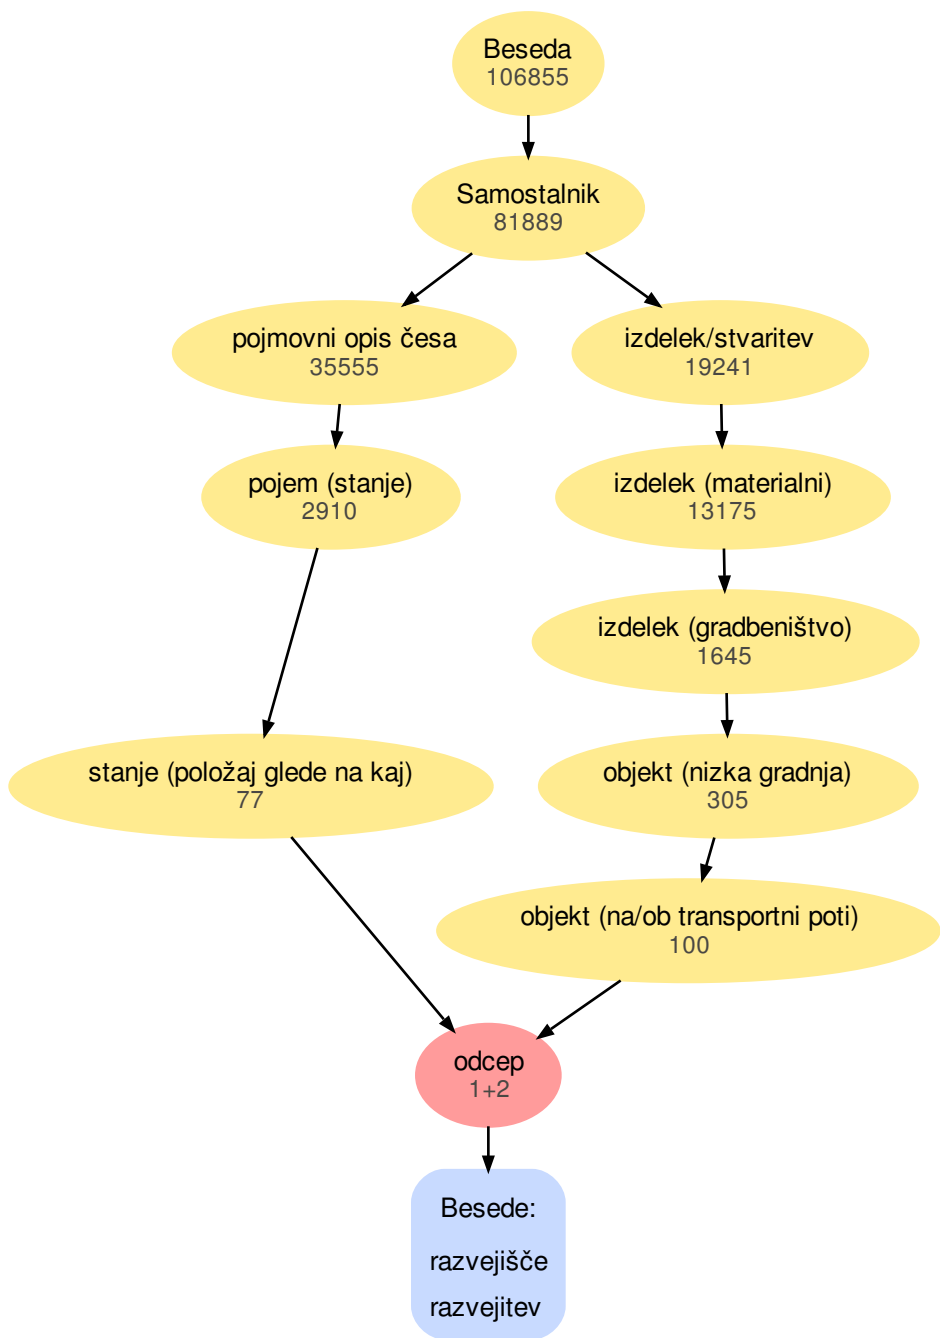 Beseda
106855
Samostalnik
81889
pojmovni opis česa
35555
izdelek/stvaritev
19241
pojem (stanje)
2910
izdelek (materialni)
13175
izdelek (gradbeništvo)
1645
stanje (položaj glede na kaj)
77
objekt (nizka gradnja)
305
objekt (na/ob transportni poti)
100
odcep
1+2
Besede:
razvejišče
razvejitev